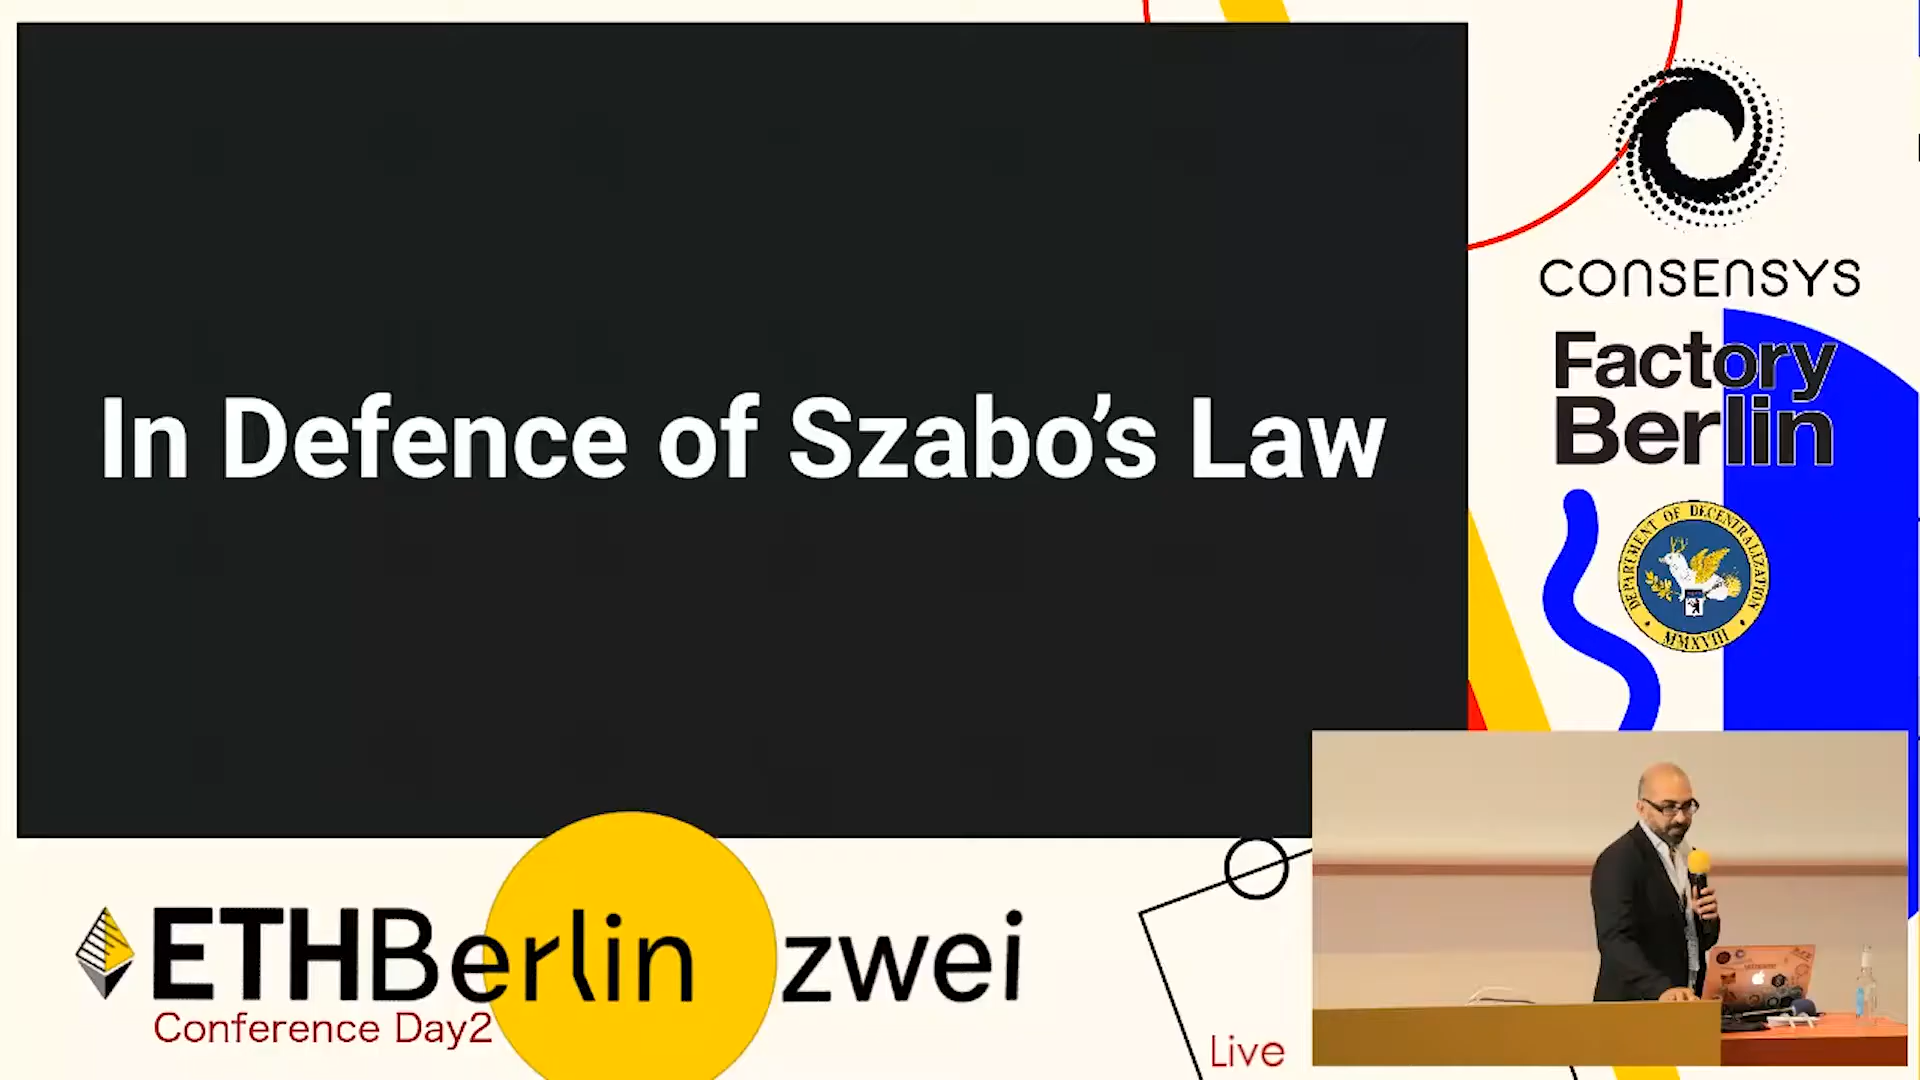 In Defence of Szabo’s Law
CONSENSYS
Factory
Berlin
DEPARTMENT OF DECENTRALIZATION
MMXVIII
ETHBerlin zwei
Conference Day2
Live